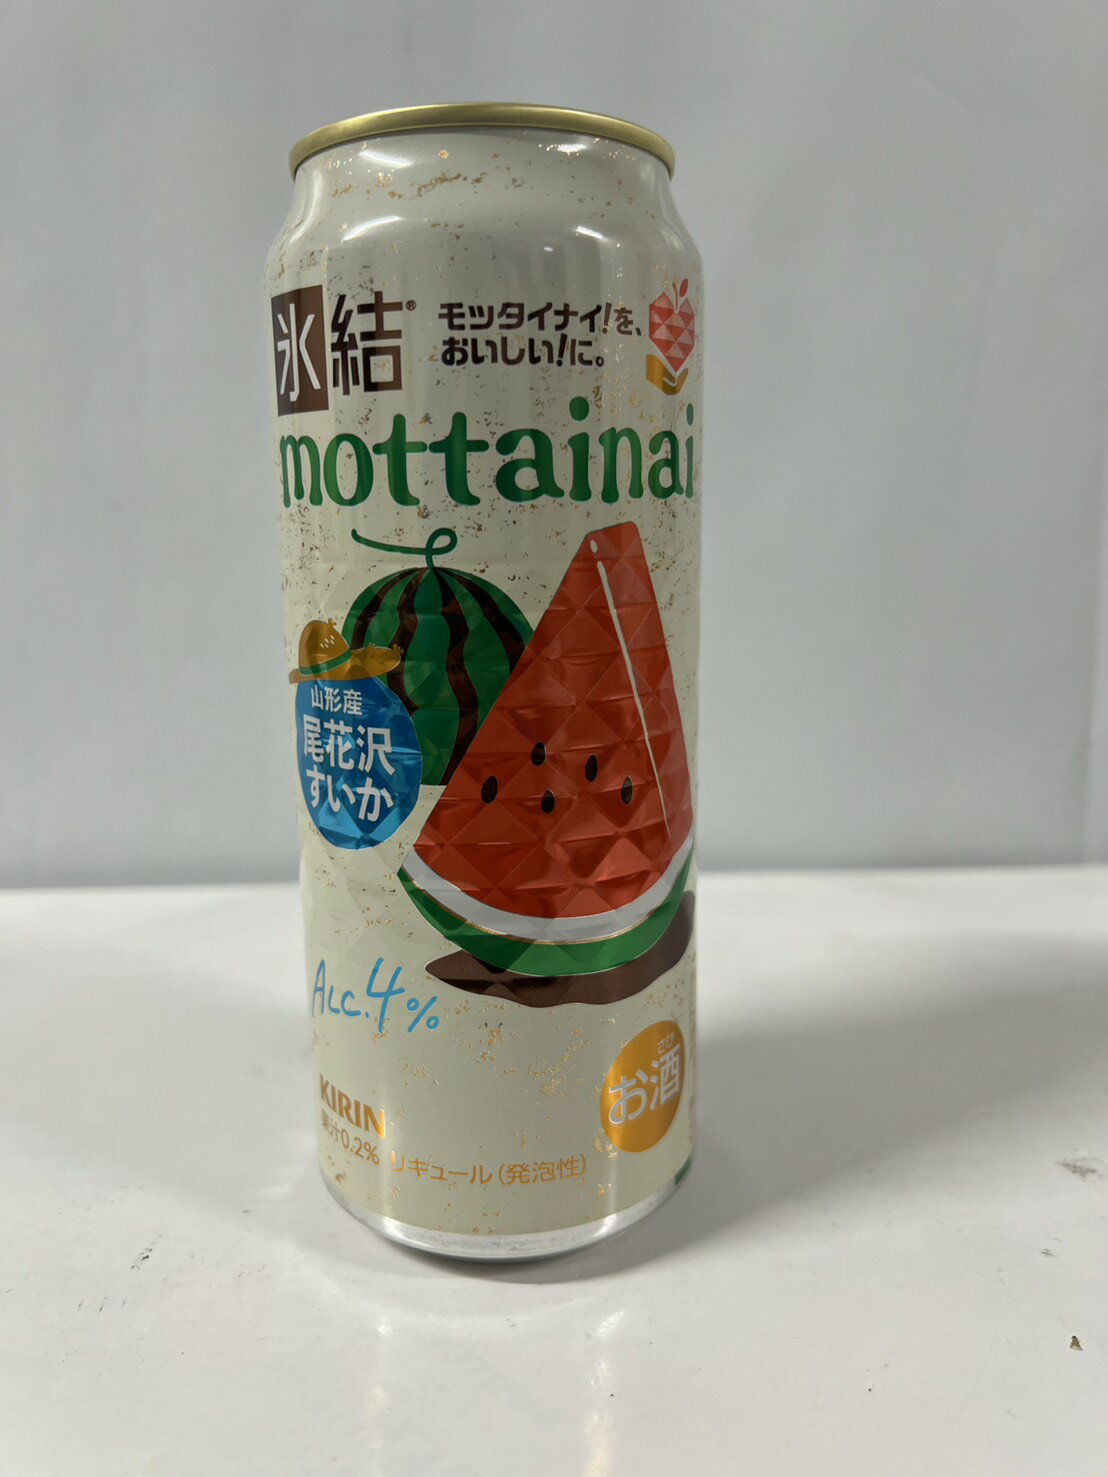 氷結®
モッタイナイ!を、
おいしい!に。
mottainai
山形産
尾花沢
すいか
ALC.4%
さけ
お酒
KIRIN
果汁0.2% リキュール(発泡性)